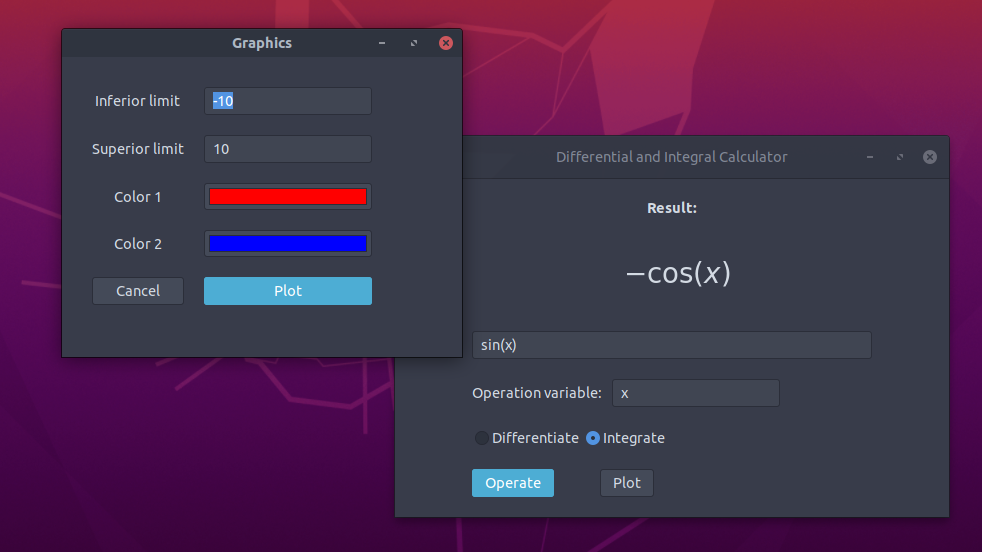 Graphics
Inferior limit -10
Superior limit 10
Color 1
Color 2
Cancel Plot
Differential and Integral Calculator
Result:
−cos(x)
sin(x)
Operation variable: x
Differentiate Integrate
Operate Plot